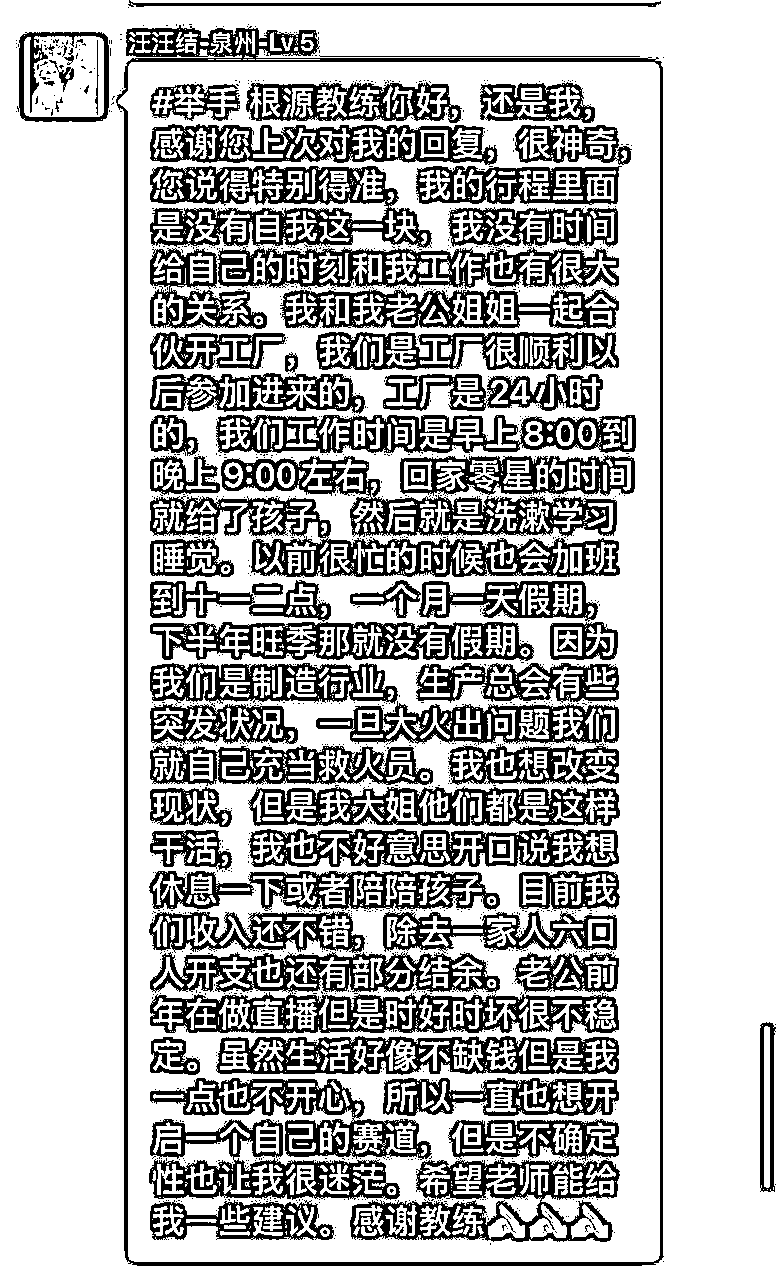 汪汪结-泉州-Lv.5
#举手 根源教练你好，还是我，
感谢您上次对我的回复，很神奇，
您说得特别得准，我的行程里面
是没有自我这一块，我没有时间
给自己的时刻和我工作也有很大
的关系。我和我老公姐姐一起合
伙开工厂，我们是工厂很顺利以
后参加进来的，工厂是24小时
的，我们工作时间是早上8:00到
晚上9:00左右，回家零星的时间
就给了孩子，然后就是洗漱学习
睡觉。以前很忙的时候也会加班
到十一二点，一个月一天假期，
下半年旺季那就没有假期。因为
我们是制造行业，生产总会有些
突发状况，一旦大火出问题我们
就自己充当救火员。我也想改变
现状，但是我大姐他们都是这样
干活，我也不好意思开口说我想
休息一下或者陪陪孩子。目前我
们收入还不错，除去一家人六口
人开支也还有部分结余。老公前
年在做直播但是时好时坏很不稳
定。虽然生活好像不缺钱但是我
一点也不开心，所以一直也想开
启一个自己的赛道，但是不确定
性也让我很迷茫。希望老师能给
我一些建议。感谢教练